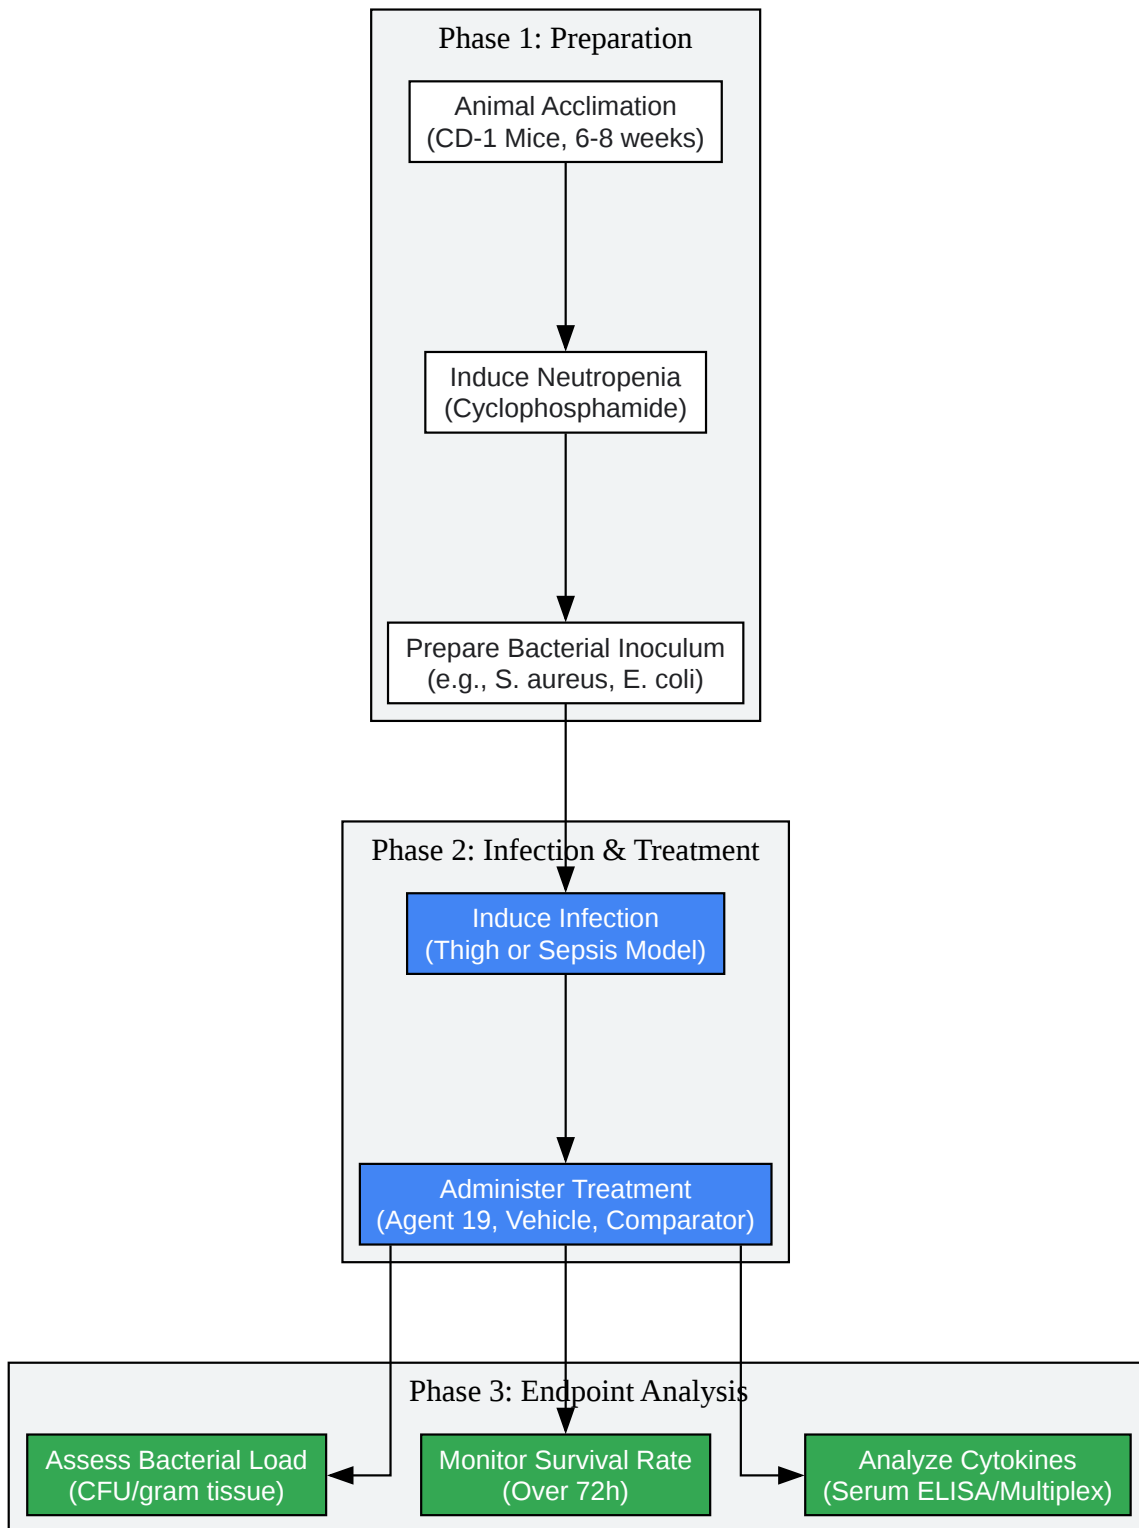 Phase 1: Preparation
Animal Acclimation
(CD-1 Mice, 6-8 weeks)
Induce Neutropenia
(Cyclophosphamide)
Prepare Bacterial Inoculum
(e.g., S. aureus, E. coli)
Phase 2: Infection & Treatment
Induce Infection
(Thigh or Sepsis Model)
Administer Treatment
(Agent 19, Vehicle, Comparator)
Phase 3: Endpoint Analysis
Assess Bacterial Load
(CFU/gram tissue)
Monitor Survival Rate
(Over 72h)
Analyze Cytokines
(Serum ELISA/Multiplex)